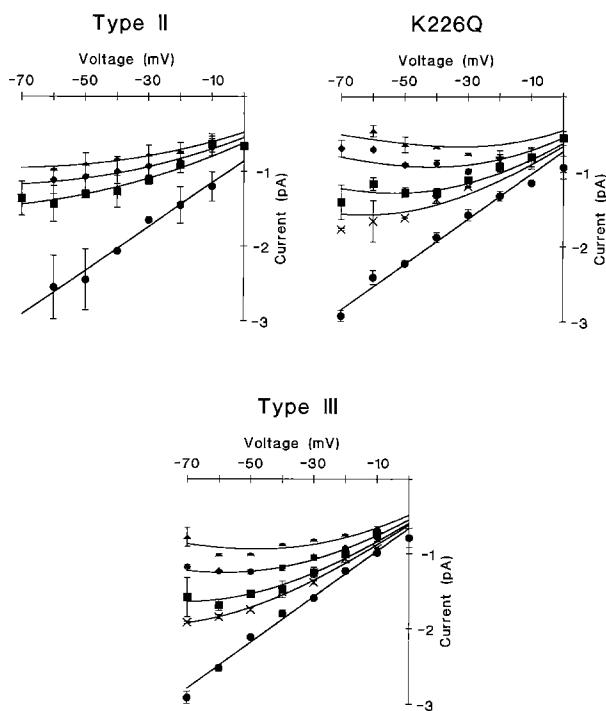 Type II
Voltage (mV)
-70 -50 -30 -10
-1
-2
-3
Current (pA)
K226Q
Voltage (mV)
-70 -50 -30 -10
-1
-2
-3
Current (pA)
Type III
Voltage (mV)
-70 -50 -30 -10
-1
-2
-3
Current (pA)